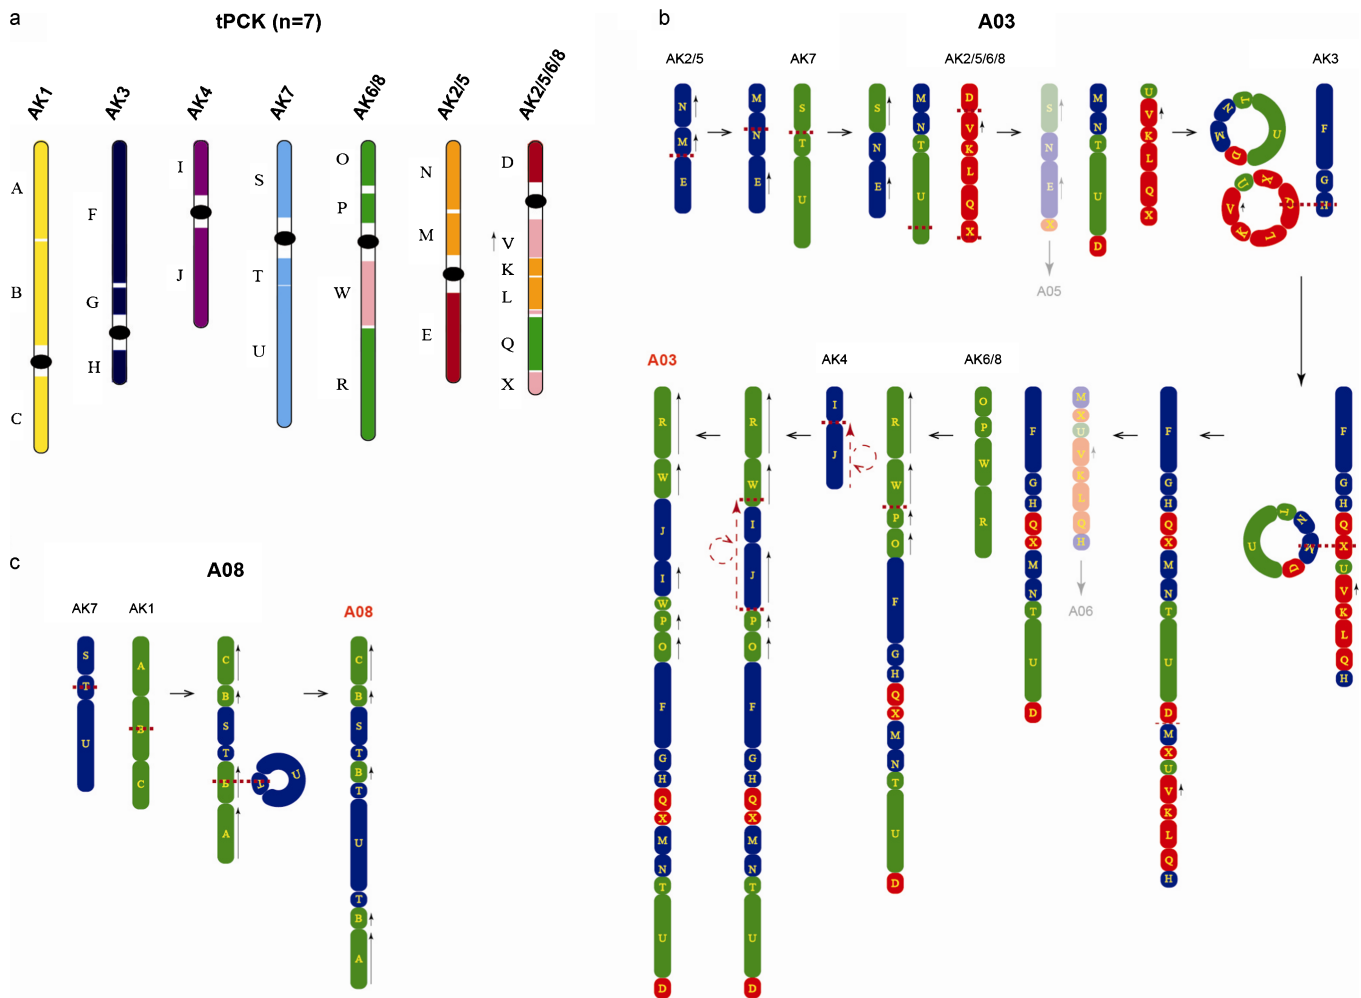 a
tPCK (n=7)
AK1
AK3
AK4
AK7
AK6/8
AK2/5
AK2/5/6/8
A
B
C
F
G
H
I
J
S
T
U
O
P
W
R
N
M
E
D
V
K
L
Q
X
b
A03
AK2/5
AK7
AK2/5/6/8
AK3
N
M
E
M
N
E
S
T
U
S
N
E
M
N
T
U
D
V
K
L
Q
X
S
N
E
X
A05
M
N
T
U
D
U
V
K
L
Q
X
T
N
M
D
U
U
X
Q
L
K
V
F
G
H
A03
AK4
AK6/8
R
W
J
I
W
P
O
F
G
H
Q
X
M
N
T
U
D
R
W
I
J
P
O
F
G
H
Q
X
M
N
T
U
D
I
J
R
W
P
O
F
G
H
Q
X
M
N
T
U
D
O
P
W
R
F
G
H
Q
X
M
N
T
U
D
M
X
U
V
K
L
Q
H
A06
F
G
H
Q
X
M
N
T
U
D
M
X
U
V
K
L
Q
H
T
N
M
D
U
F
G
H
Q
X
U
V
K
L
Q
H
c
A08
AK7
AK1
A08
S
T
U
A
B
C
C
B
S
T
B
A
T
U
C
B
S
T
B
T
U
T
B
A